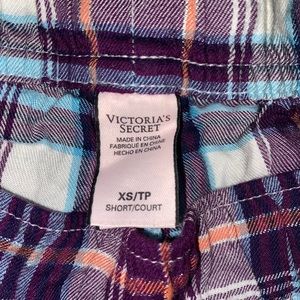 VICTORIA'S
SECRET
MADE IN CHINA
FABRIQUÉ EN CHINE
HECHO EN CHINA
XS/TP
SHORT/COURT